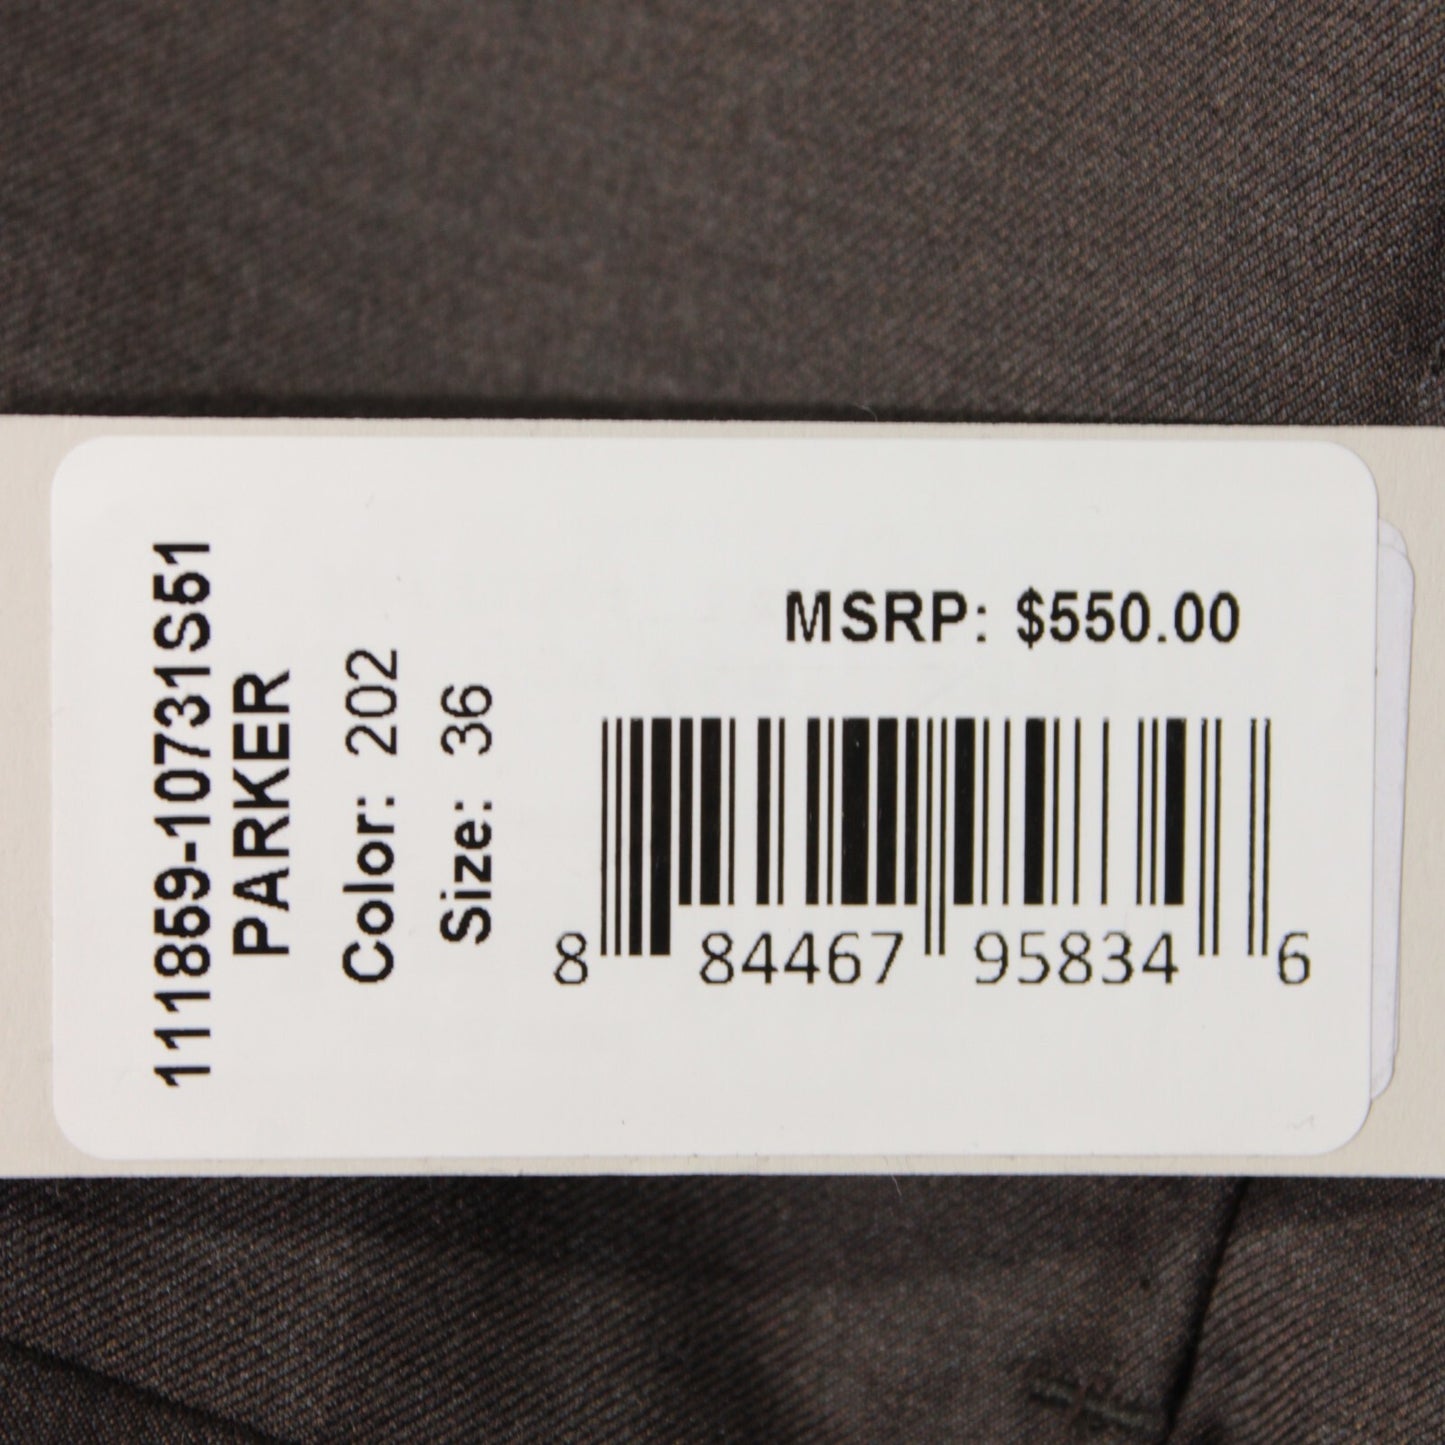 111859-10731S51
PARKER
Color: 202
Size: 36
MSRP: $550.00
8 84467 95834 6